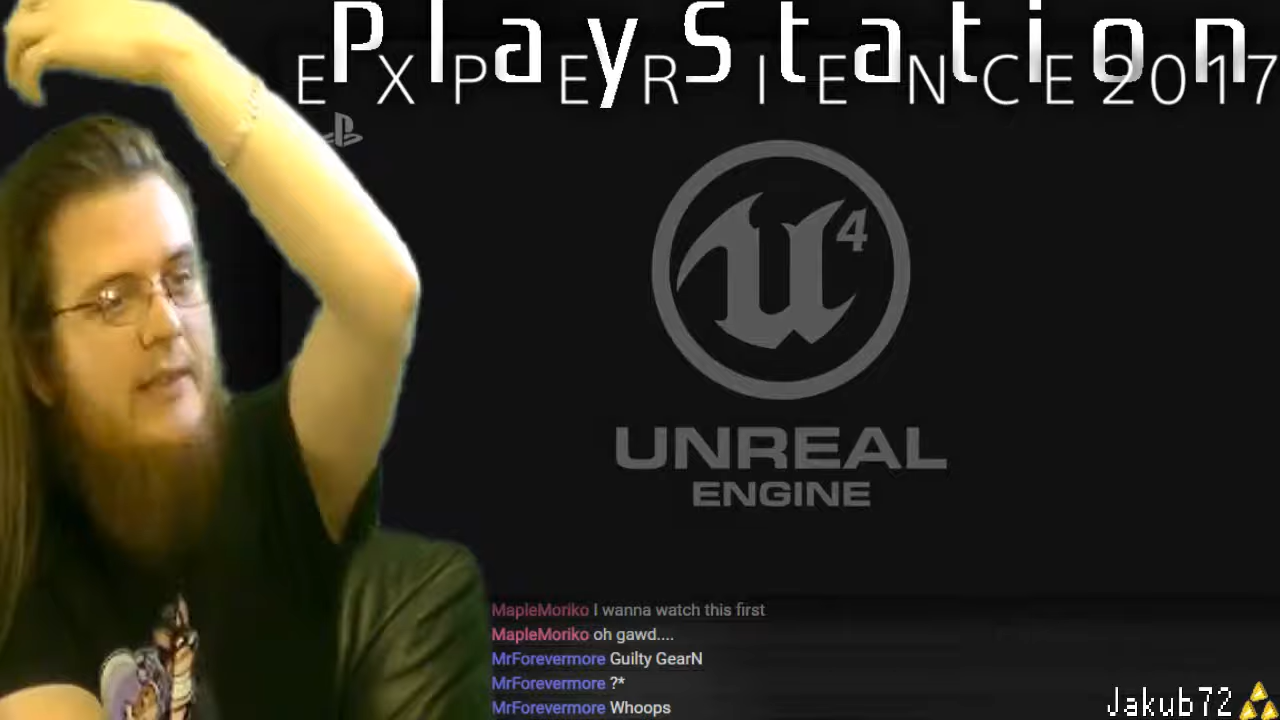 PlayStation
EXPERIENCE 2017
4
UNREAL
ENGINE
MapleMoriko I wanna watch this first
MapleMoriko oh gawd....
MrForevermore Guilty GearN
MrForevermore ?*
MrForevermore Whoops
Jakub72